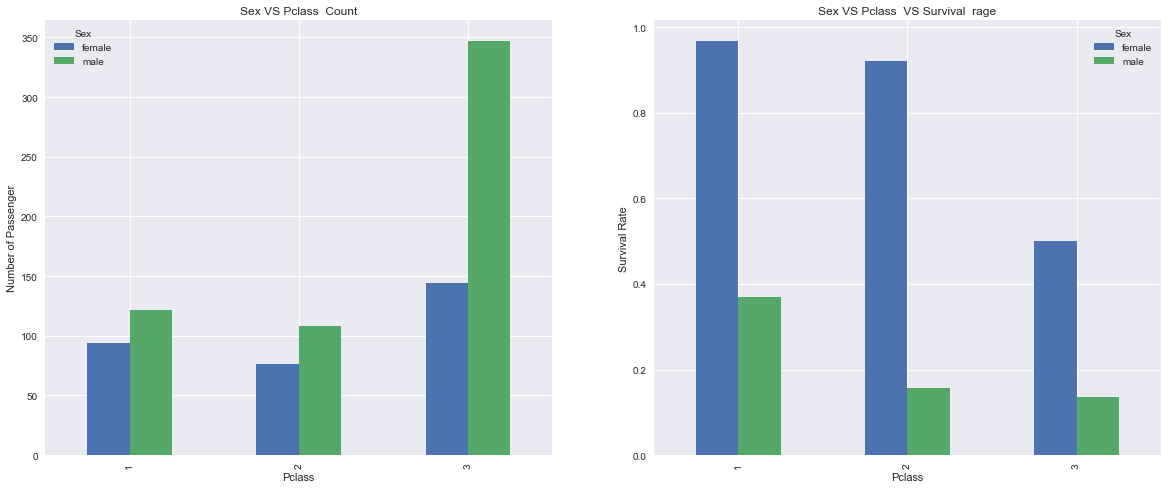 Sex VS Pclass  Count
Sex
female
male
Number of Passenger
350
300
250
200
150
100
50
0
1
2
3
Pclass
Sex VS Pclass  VS Survival  rage
Sex
female
male
Survival Rate
1.0
0.8
0.6
0.4
0.2
0.0
1
2
3
Pclass